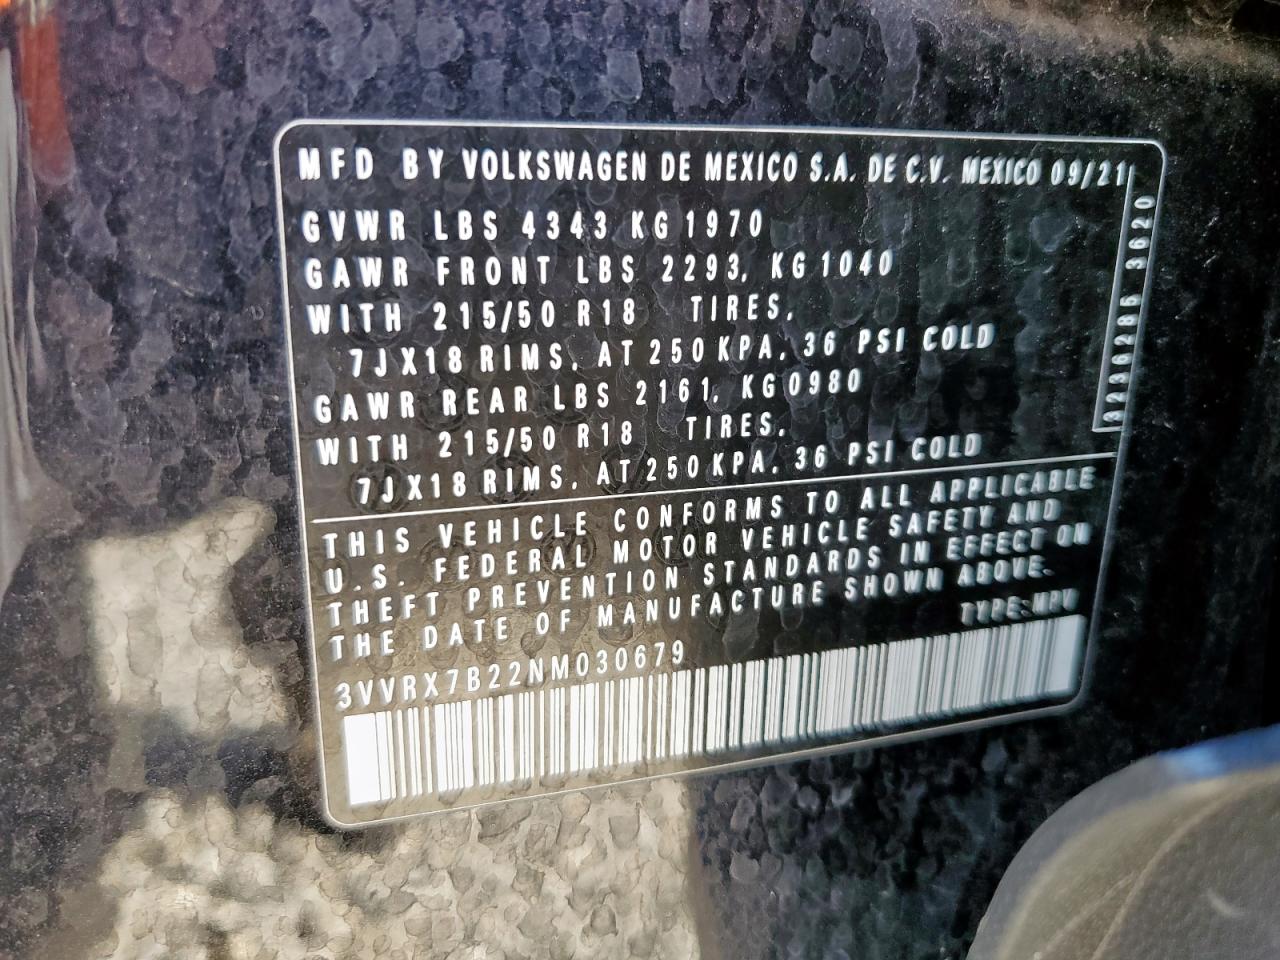 MFD BY VOLKSWAGEN DE MEXICO S.A. DE C.V. MEXICO 09/21
GVWR LBS 4343 KG 1970
GAWR FRONT LBS 2293, KG 1040
WITH 215/50 R18 TIRES,
7JX18 RIMS, AT 250 KPA, 36 PSI COLD
GAWR REAR LBS 2161, KG0980
WITH 215/50 R18 TIRES,
7JX18 RIMS, AT 250 KPA, 36 PSI COLD
3236286 3620
THIS VEHICLE CONFORMS TO ALL APPLICABLE
U.S. FEDERAL MOTOR VEHICLE SAFETY AND
THEFT PREVENTION STANDARDS IN EFFECT ON
THE DATE OF MANUFACTURE SHOWN ABOVE.
TYPE:MPV
3VVRX7B22NM030679